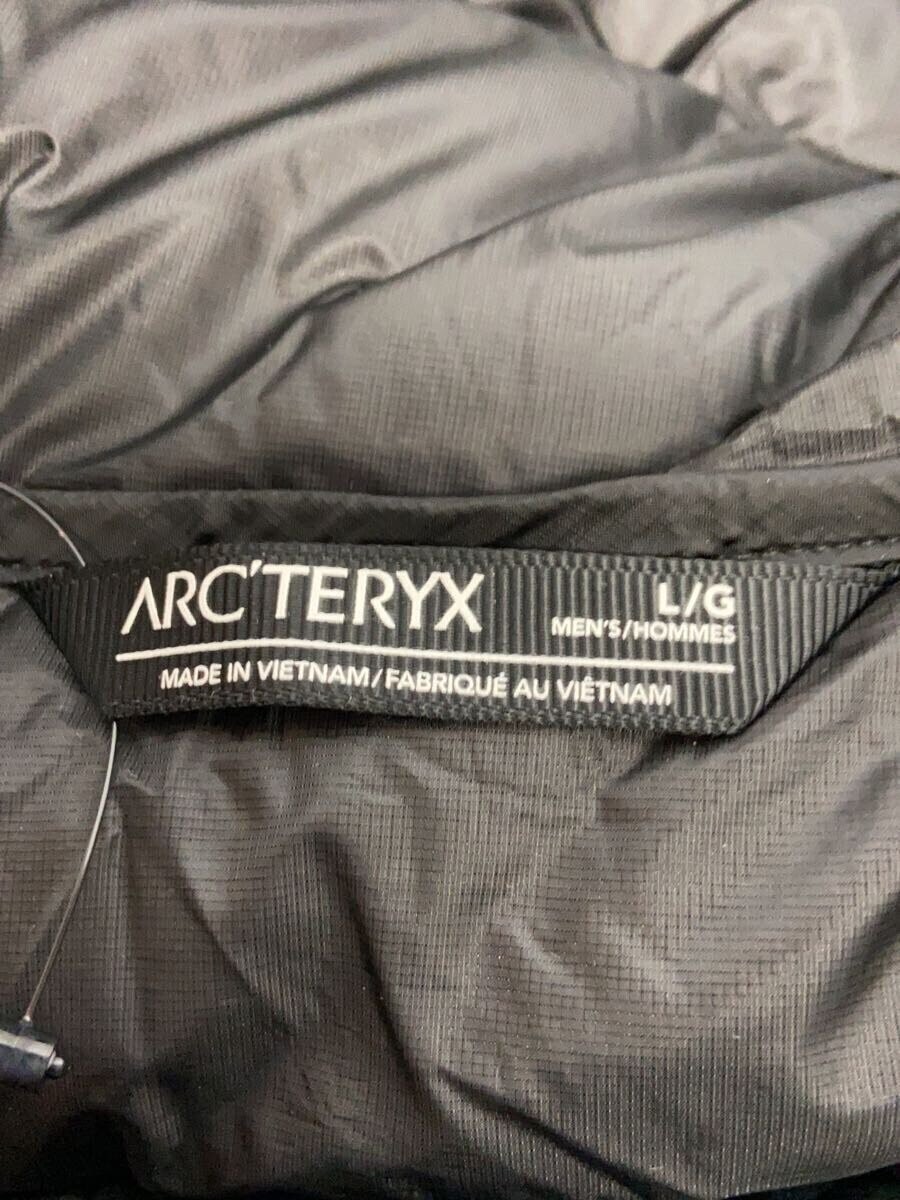 ARC'TERYX
L/G
MEN'S/HOMMES
MADE IN VIETNAM/FABRIQUÉ AU VIÊTNAM